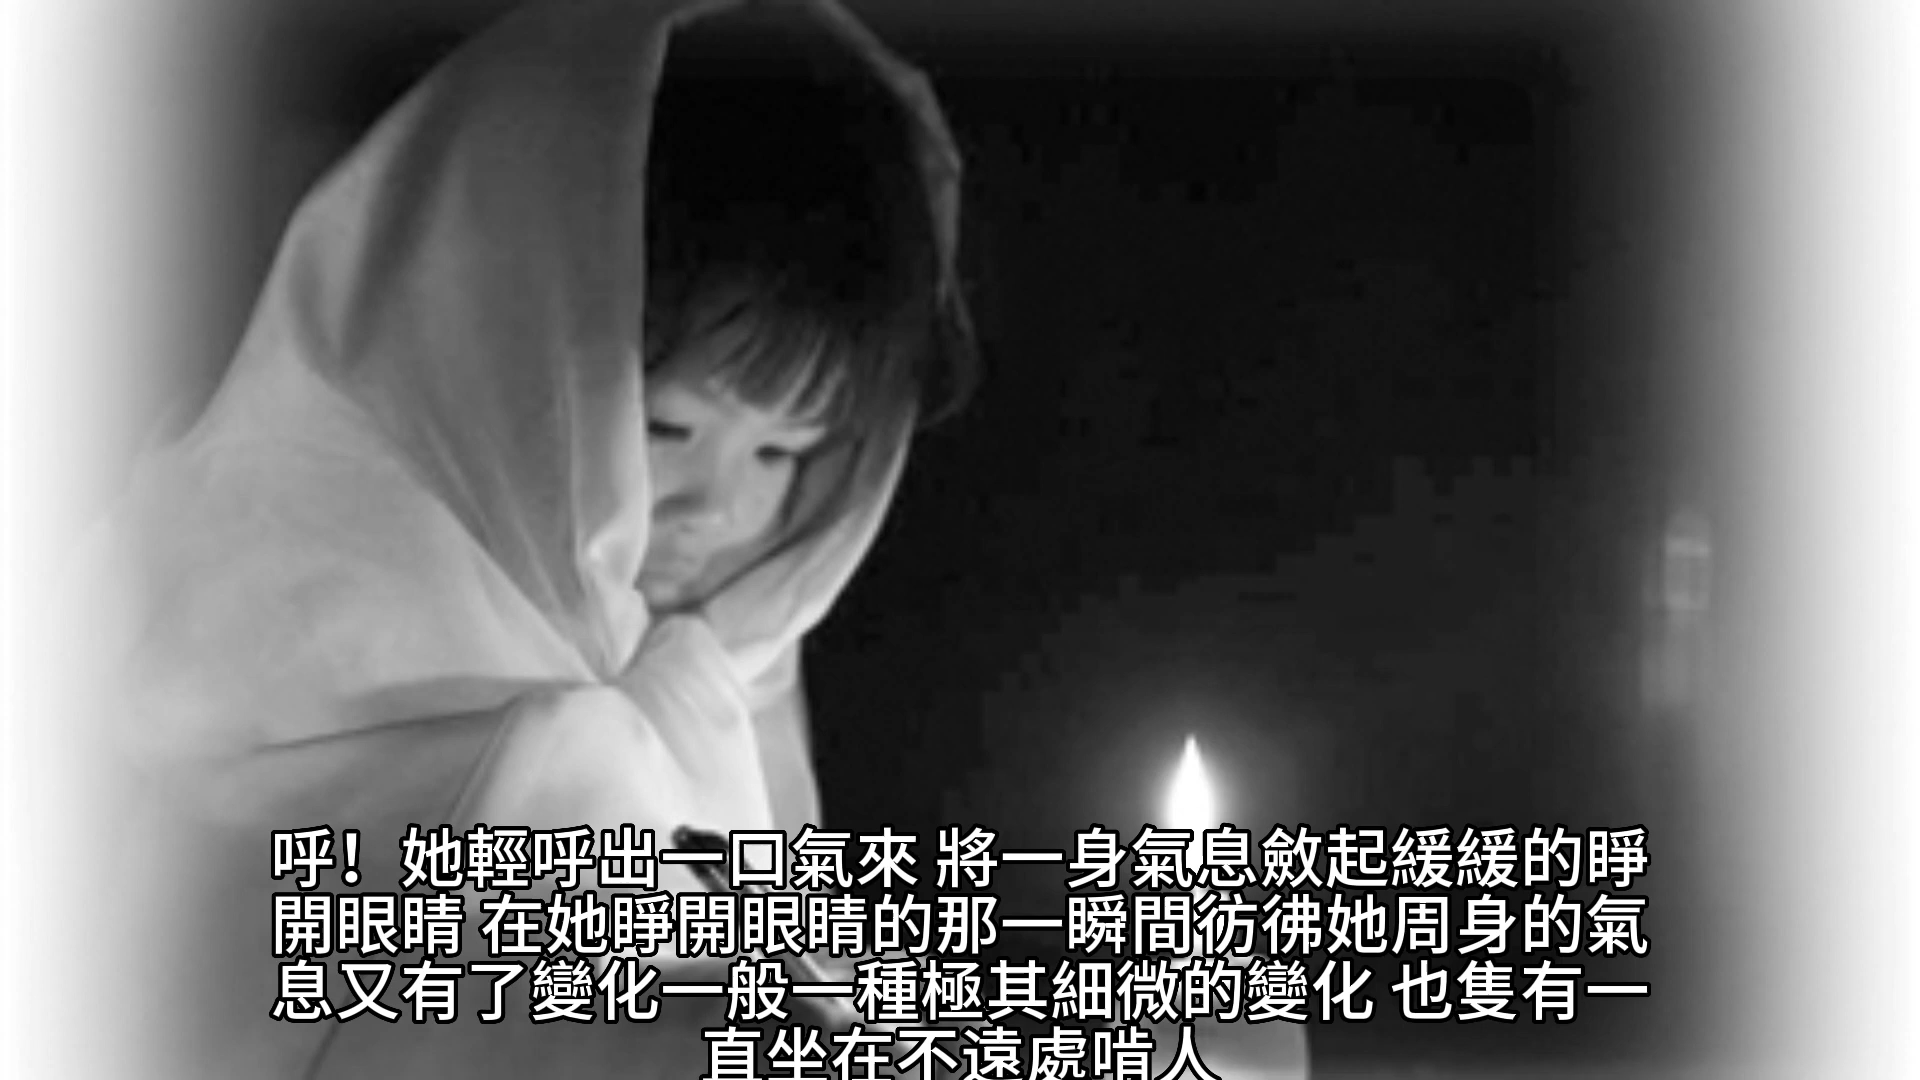 呼！她輕呼出一口氣來 將一身氣息斂起緩緩的睜
開眼睛 在她睜開眼睛的那一瞬間彷彿她周身的氣
息又有了變化一般一種極其細微的變化 也隻有一
直坐在不遠處啃人